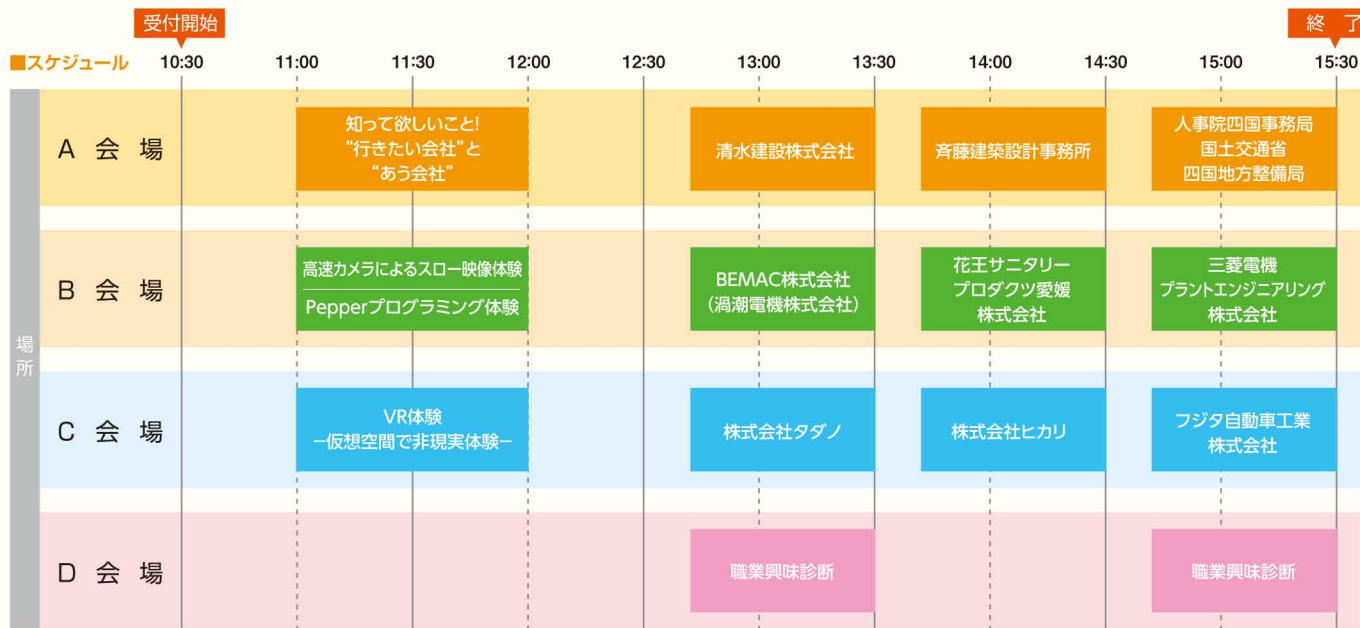 受付開始
終 了
■スケジュール 10:30 11:00 11:30 12:00 12:30 13:00 13:30 14:00 14:30 15:00 15:30
場所
A 会 場
知って欲しいこと!
“行きたい会社”と
“あう会社”
清水建設株式会社
斉藤建築設計事務所
人事院四国事務局
国土交通省
四国地方整備局
B 会 場
高速カメラによるスロー映像体験
Pepperプログラミング体験
BEMAC株式会社
(渦潮電機株式会社)
花王サニタリー
プロダクツ愛媛
株式会社
三菱電機
プラントエンジニアリング
株式会社
C 会 場
VR体験
−仮想空間で非現実体験−
株式会社タダノ
株式会社ヒカリ
フジタ自動車工業
株式会社
D 会 場
職業興味診断
職業興味診断